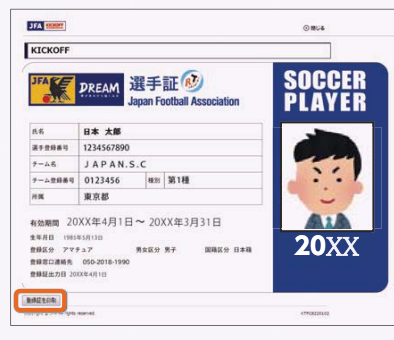 JFA KICKOFF
閉じる
KICKOFF
JFA
DREAM
選手証
Japan Football Association
SOCCER
PLAYER
氏名 日本 太郎
選手登録番号 1234567890
チーム名 JAPAN.S.C
チーム登録番号 0123456 種別 第1種
所属 東京都
有効期間 20XX年4月1日 〜 20XX年3月31日
生年月日 1985年5月13日
登録区分 アマチュア 男女区分 男子 国籍区分 日本籍
登録窓口連絡先 050-2018-1990
登録証出力日 20XX年4月1日
20XX
登録証を印刷
rights reserved.